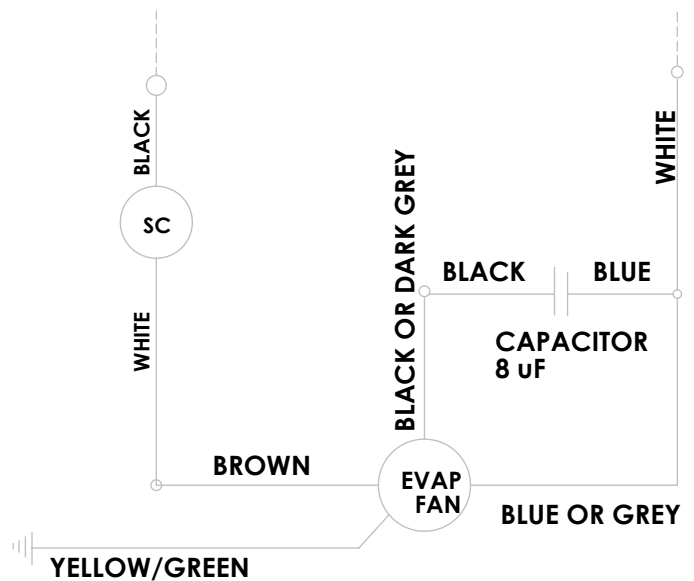 BLACK
WHITE
BLACK OR DARK GREY
SC
BLACK
BLUE
WHITE
CAPACITOR
8 uF
BROWN
EVAP
FAN
BLUE OR GREY
YELLOW/GREEN